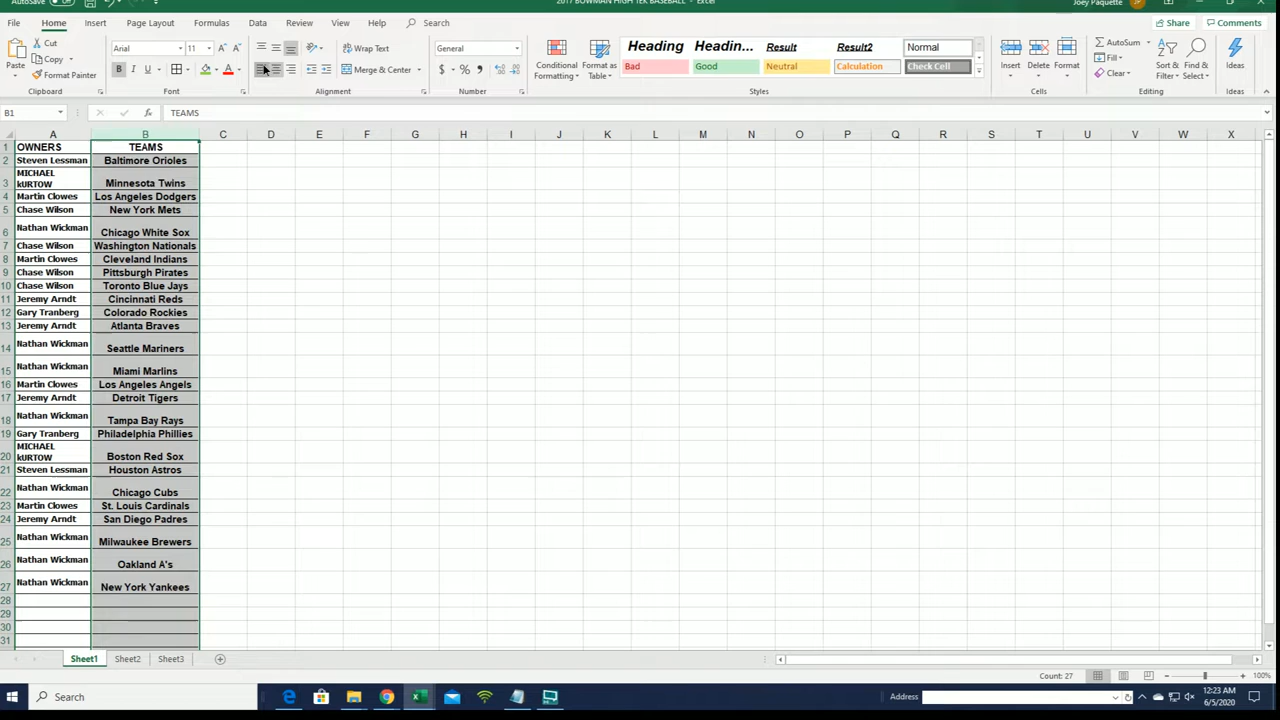 AutoSave Off 2017 BOWMAN HIGH TEK BASEBALL - Excel Joey Paquette JP
File Home Insert Page Layout Formulas Data Review View Help Search Share Comments
Paste Cut Copy Format Painter Clipboard
Arial 11 B I U Font
Wrap Text Merge & Center Alignment
General $ % Number
Conditional Formatting Format as Table
Heading Headin... Result Result2 Normal
Bad Good Neutral Calculation Check Cell
Styles
Insert Delete Format Cells
AutoSum Fill Clear Sort & Filter Find & Select Editing
Ideas Ideas
B1 fx TEAMS
A B C D E F G H I J K L M N O P Q R S T U V W X
1 OWNERS TEAMS
2 Steven Lessman Baltimore Orioles
3 MICHAEL kURTOW Minnesota Twins
4 Martin Clowes Los Angeles Dodgers
5 Chase Wilson New York Mets
6 Nathan Wickman Chicago White Sox
7 Chase Wilson Washington Nationals
8 Martin Clowes Cleveland Indians
9 Chase Wilson Pittsburgh Pirates
10 Chase Wilson Toronto Blue Jays
11 Jeremy Arndt Cincinnati Reds
12 Gary Tranberg Colorado Rockies
13 Jeremy Arndt Atlanta Braves
14 Nathan Wickman Seattle Mariners
15 Nathan Wickman Miami Marlins
16 Martin Clowes Los Angeles Angels
17 Jeremy Arndt Detroit Tigers
18 Nathan Wickman Tampa Bay Rays
19 Gary Tranberg Philadelphia Phillies
20 MICHAEL kURTOW Boston Red Sox
21 Steven Lessman Houston Astros
22 Nathan Wickman Chicago Cubs
23 Martin Clowes St. Louis Cardinals
24 Jeremy Arndt San Diego Padres
25 Nathan Wickman Milwaukee Brewers
26 Nathan Wickman Oakland A's
27 Nathan Wickman New York Yankees
28
29
30
31
Sheet1 Sheet2 Sheet3
Count: 27 100%
Search Address 12:23 AM
6/5/2020